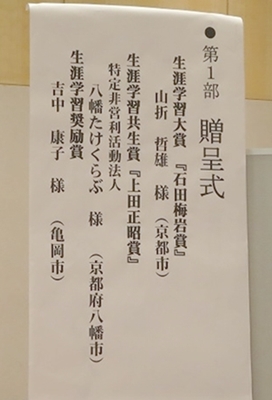 ●第1部 贈呈式
生涯学習大賞『石田梅岩賞』
山折 哲雄 様 (京都市)
生涯学習共生賞『上田正昭賞』
特定非営利活動法人
八幡たけくらぶ 様 (京都府八幡市)
生涯学習奨励賞
吉中 康子 様 (亀岡市)